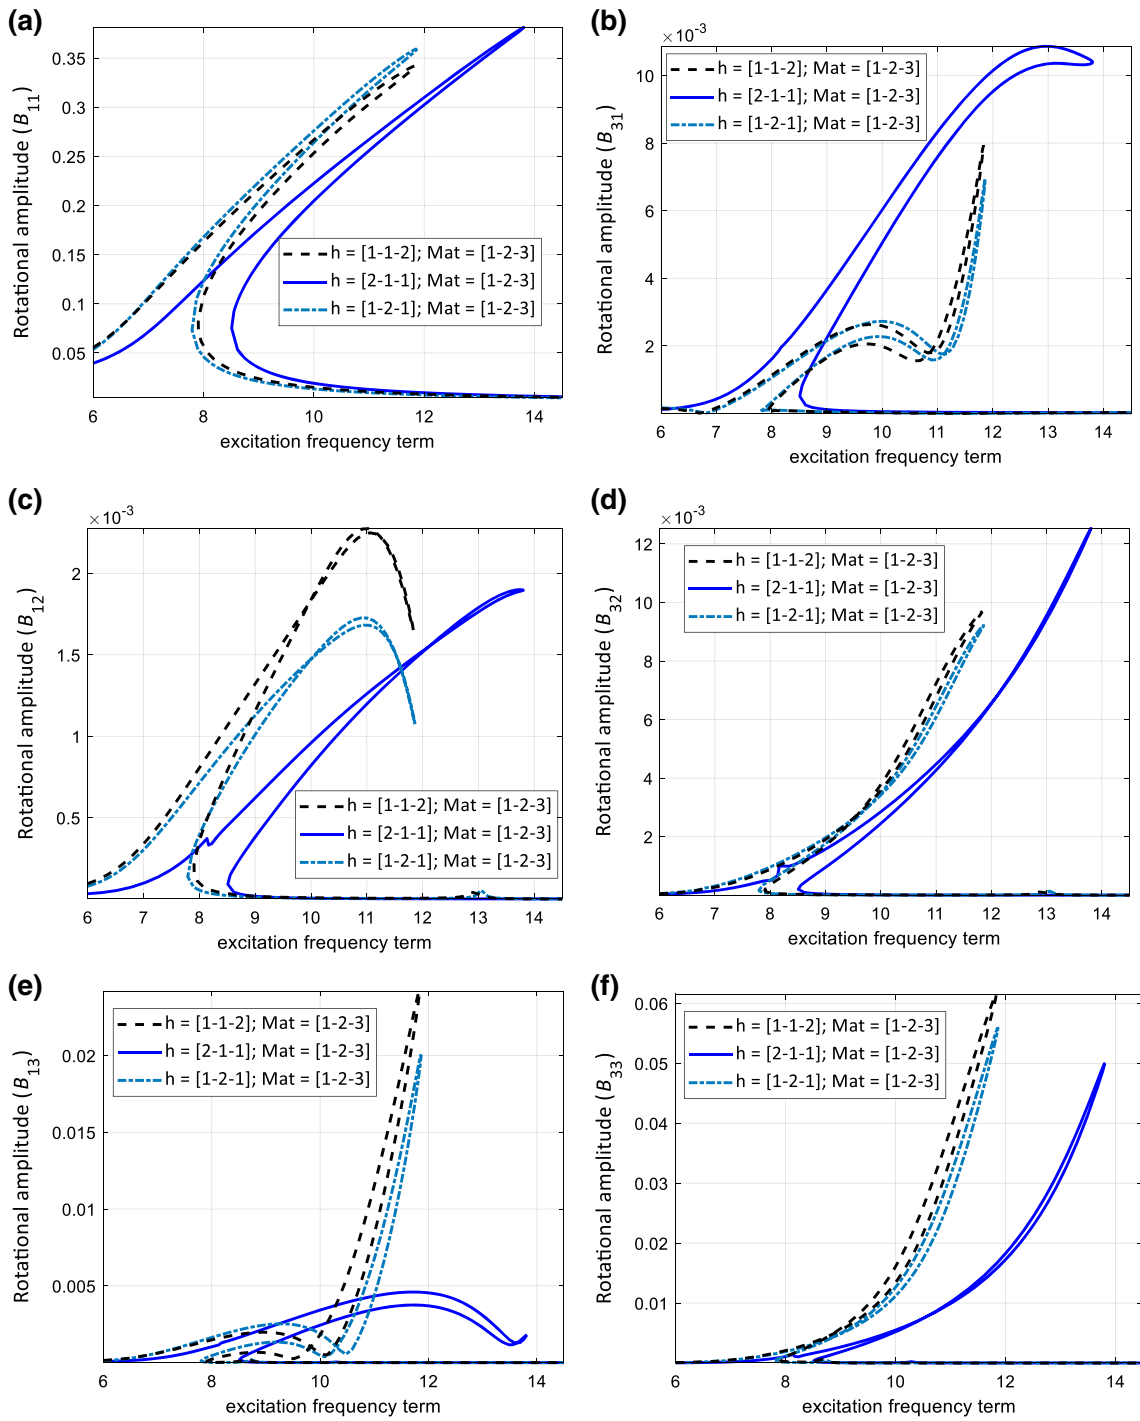 (a)
Rotational amplitude (B11)
0.35
0.3
0.25
0.2
0.15
0.1
0.05
6 8 10 12 14
excitation frequency term
h = [1-1-2]; Mat = [1-2-3]
h = [2-1-1]; Mat = [1-2-3]
h = [1-2-1]; Mat = [1-2-3]
(b)
×10-3
Rotational amplitude (B31)
10
8
6
4
2
6 7 8 9 10 11 12 13 14
excitation frequency term
h = [1-1-2]; Mat = [1-2-3]
h = [2-1-1]; Mat = [1-2-3]
h = [1-2-1]; Mat = [1-2-3]
(c)
×10-3
Rotational amplitude (B12)
2
1.5
1
0.5
6 7 8 9 10 11 12 13 14
excitation frequency term
h = [1-1-2]; Mat = [1-2-3]
h = [2-1-1]; Mat = [1-2-3]
h = [1-2-1]; Mat = [1-2-3]
(d)
×10-3
Rotational amplitude (B32)
12
10
8
6
4
2
6 7 8 9 10 11 12 13 14
excitation frequency term
h = [1-1-2]; Mat = [1-2-3]
h = [2-1-1]; Mat = [1-2-3]
h = [1-2-1]; Mat = [1-2-3]
(e)
Rotational amplitude (B13)
0.02
0.015
0.01
0.005
6 8 10 12 14
excitation frequency term
h = [1-1-2]; Mat = [1-2-3]
h = [2-1-1]; Mat = [1-2-3]
h = [1-2-1]; Mat = [1-2-3]
(f)
Rotational amplitude (B33)
0.06
0.05
0.04
0.03
0.02
0.01
6 8 10 12 14
excitation frequency term
h = [1-1-2]; Mat = [1-2-3]
h = [2-1-1]; Mat = [1-2-3]
h = [1-2-1]; Mat = [1-2-3]